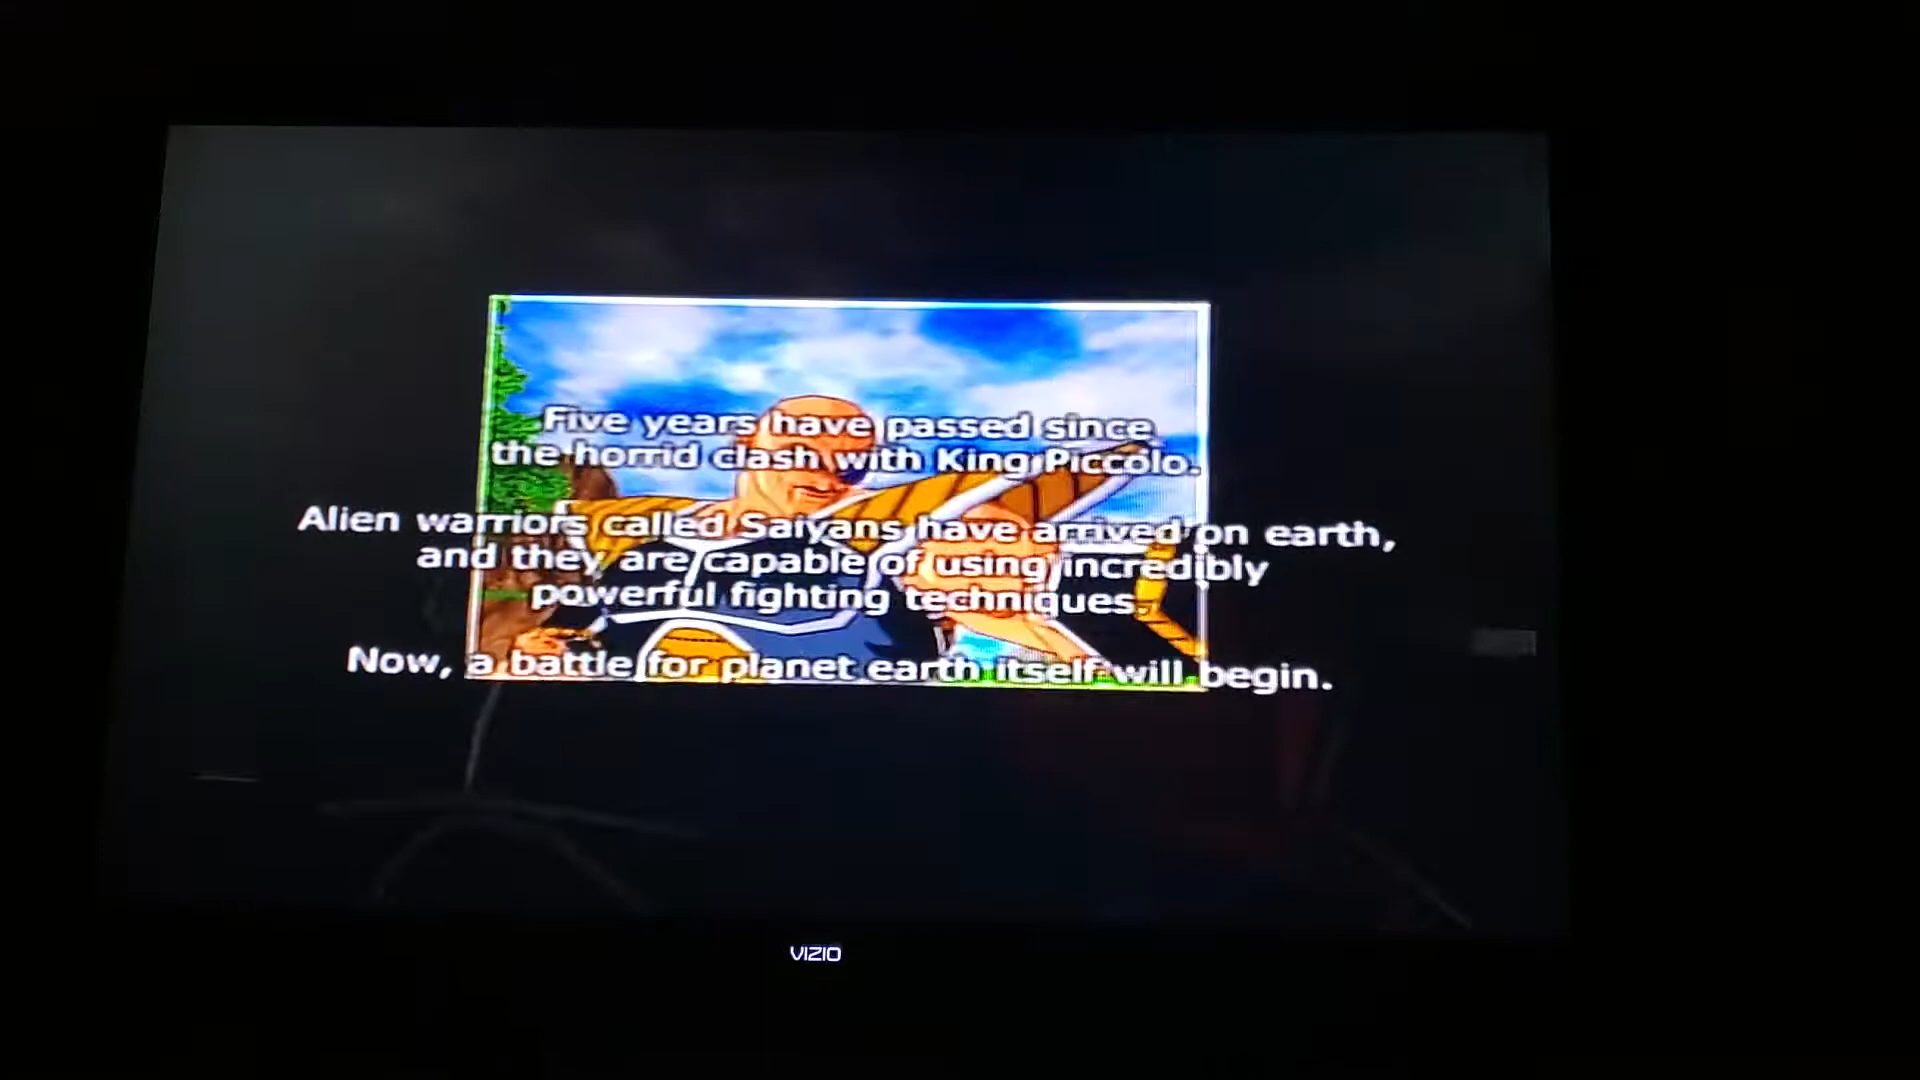 Five years have passed since
the horrid clash with King Piccolo.
Alien warriors called Saiyans have arrived on earth,
and they are capable of using incredibly
powerful fighting techniques.
Now, a battle for planet earth itself will begin.
VIZIO